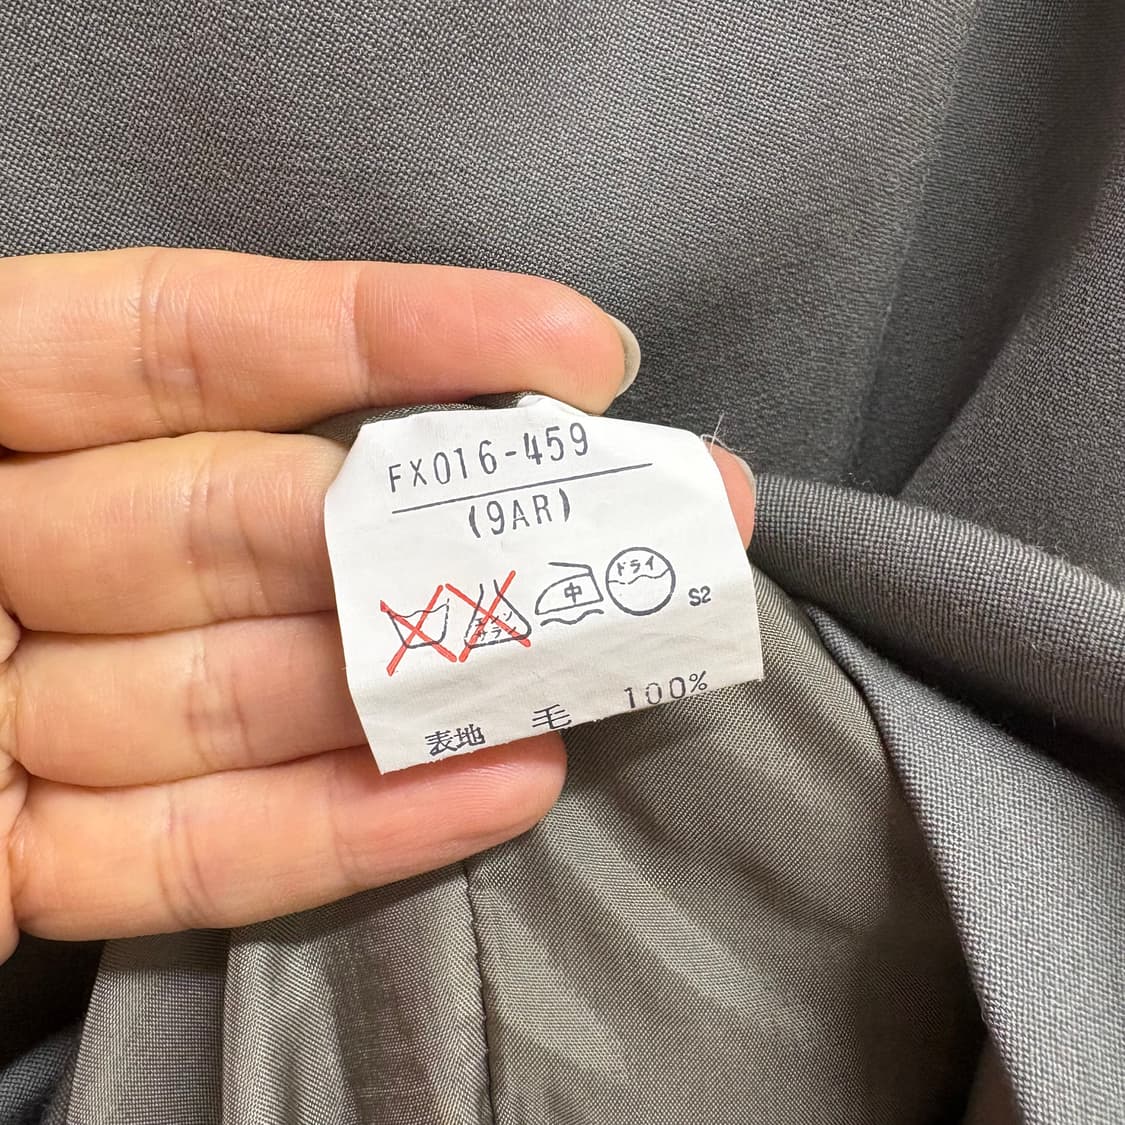 FX016-459
(9AR)
エンソ
サラシ
中
ドライ
S2
表地 毛 100%